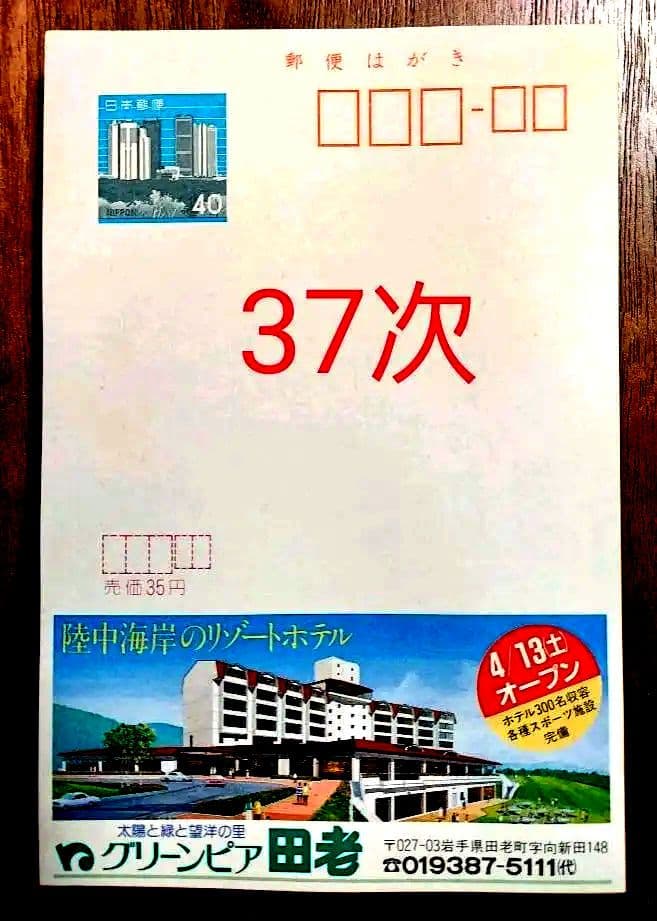 郵便はがき
日本郵便
NIPPON
40
37次
売価35円
陸中海岸のリゾートホテル
4/13(土)
オープン
ホテル300名収容
各種スポーツ施設
完備
太陽と緑と望洋の里
グリーンピア田老
〒027-03岩手県田老町字向新田148
☎019387-5111(代)